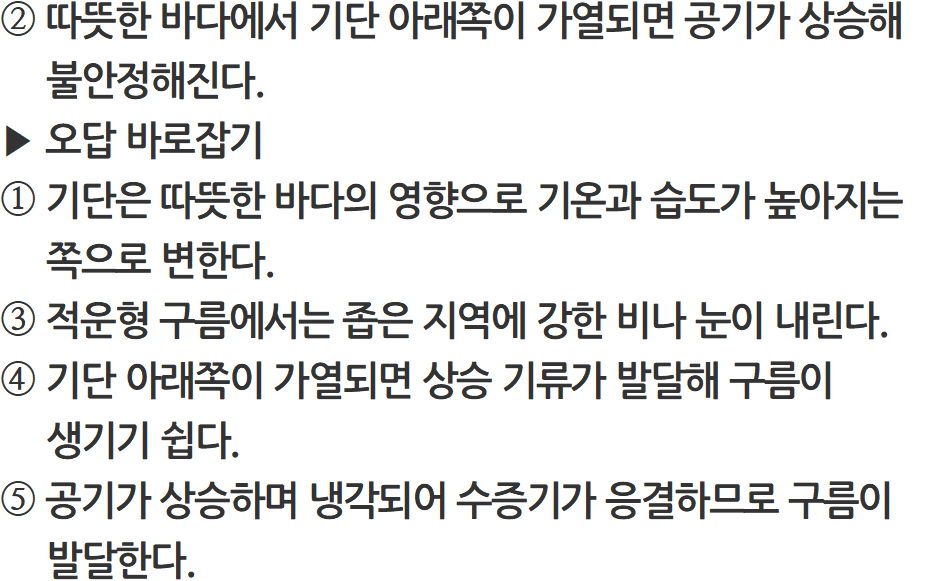 ② 따뜻한 바다에서 기단 아래쪽이 가열되면 공기가 상승해
불안정해진다.
▶ 오답 바로잡기
① 기단은 따뜻한 바다의 영향으로 기온과 습도가 높아지는
쪽으로 변한다.
③ 적운형 구름에서는 좁은 지역에 강한 비나 눈이 내린다.
④ 기단 아래쪽이 가열되면 상승 기류가 발달해 구름이
생기기 쉽다.
⑤ 공기가 상승하며 냉각되어 수증기가 응결하므로 구름이
발달한다.